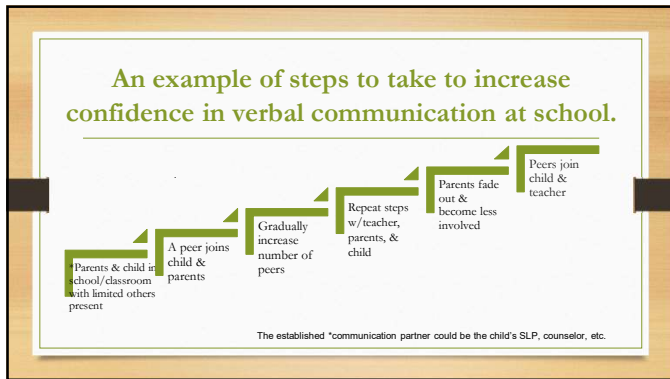 An example of steps to take to increase
confidence in verbal communication at school.
*Parents & child in
school/classroom
with limited others
present
A peer joins
child &
parents
Gradually
increase
number of
peers
Repeat steps
w/teacher,
parents, &
child
Parents fade
out &
become less
involved
Peers join
child &
teacher
The established *communication partner could be the child's SLP, counselor, etc.